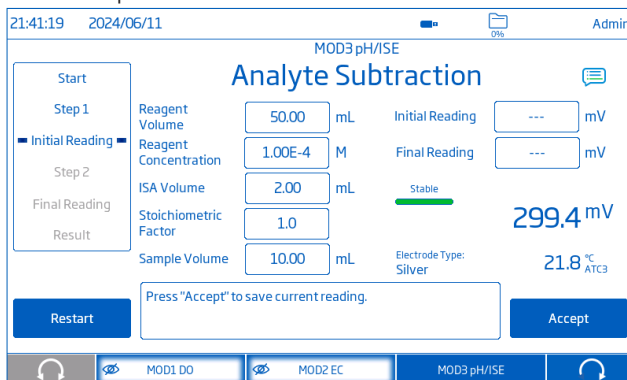 21:41:19 2024/06/11
0%
Admin
MOD3 pH/ISE
Analyte Subtraction
Start
Step 1
Initial Reading
Step 2
Final Reading
Result
Reagent Volume 50.00 mL
Reagent Concentration 1.00E-4 M
ISA Volume 2.00 mL
Stoichiometric Factor 1.0
Sample Volume 10.00 mL
Initial Reading --- mV
Final Reading --- mV
Stable
299.4 mV
Electrode Type:
Silver
21.8 °C
ATC3
Restart
Press "Accept" to save current reading.
Accept
MOD1 DO
MOD2 EC
MOD3 pH/ISE